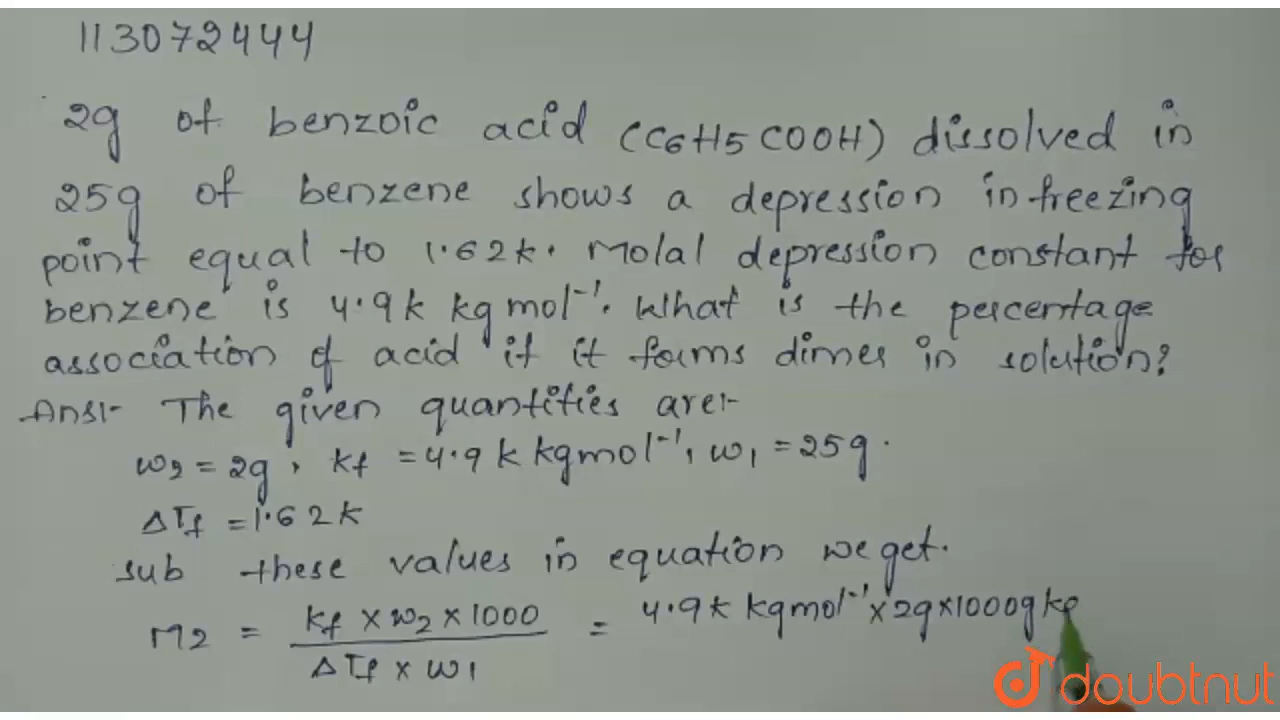 113072444
2g of benzoic acid (C6H5COOH) dissolved in
25g of benzene shows a depression in freezing
point equal to 1.62K. Molal depression constant for
benzene is 4.9K kg mol⁻¹. What is the percentage
association of acid if it forms dimer in solution?
Ans:- The given quantities are:-
w2 = 2g, Kf = 4.9 K kg mol⁻¹, w1 = 25g.
ΔTf = 1.62K
sub these values in equation we get.
M2 = Kf × w2 × 1000 / ΔTf × w1 = 4.9K kg mol⁻¹ × 2g × 1000g kg
doubtnut